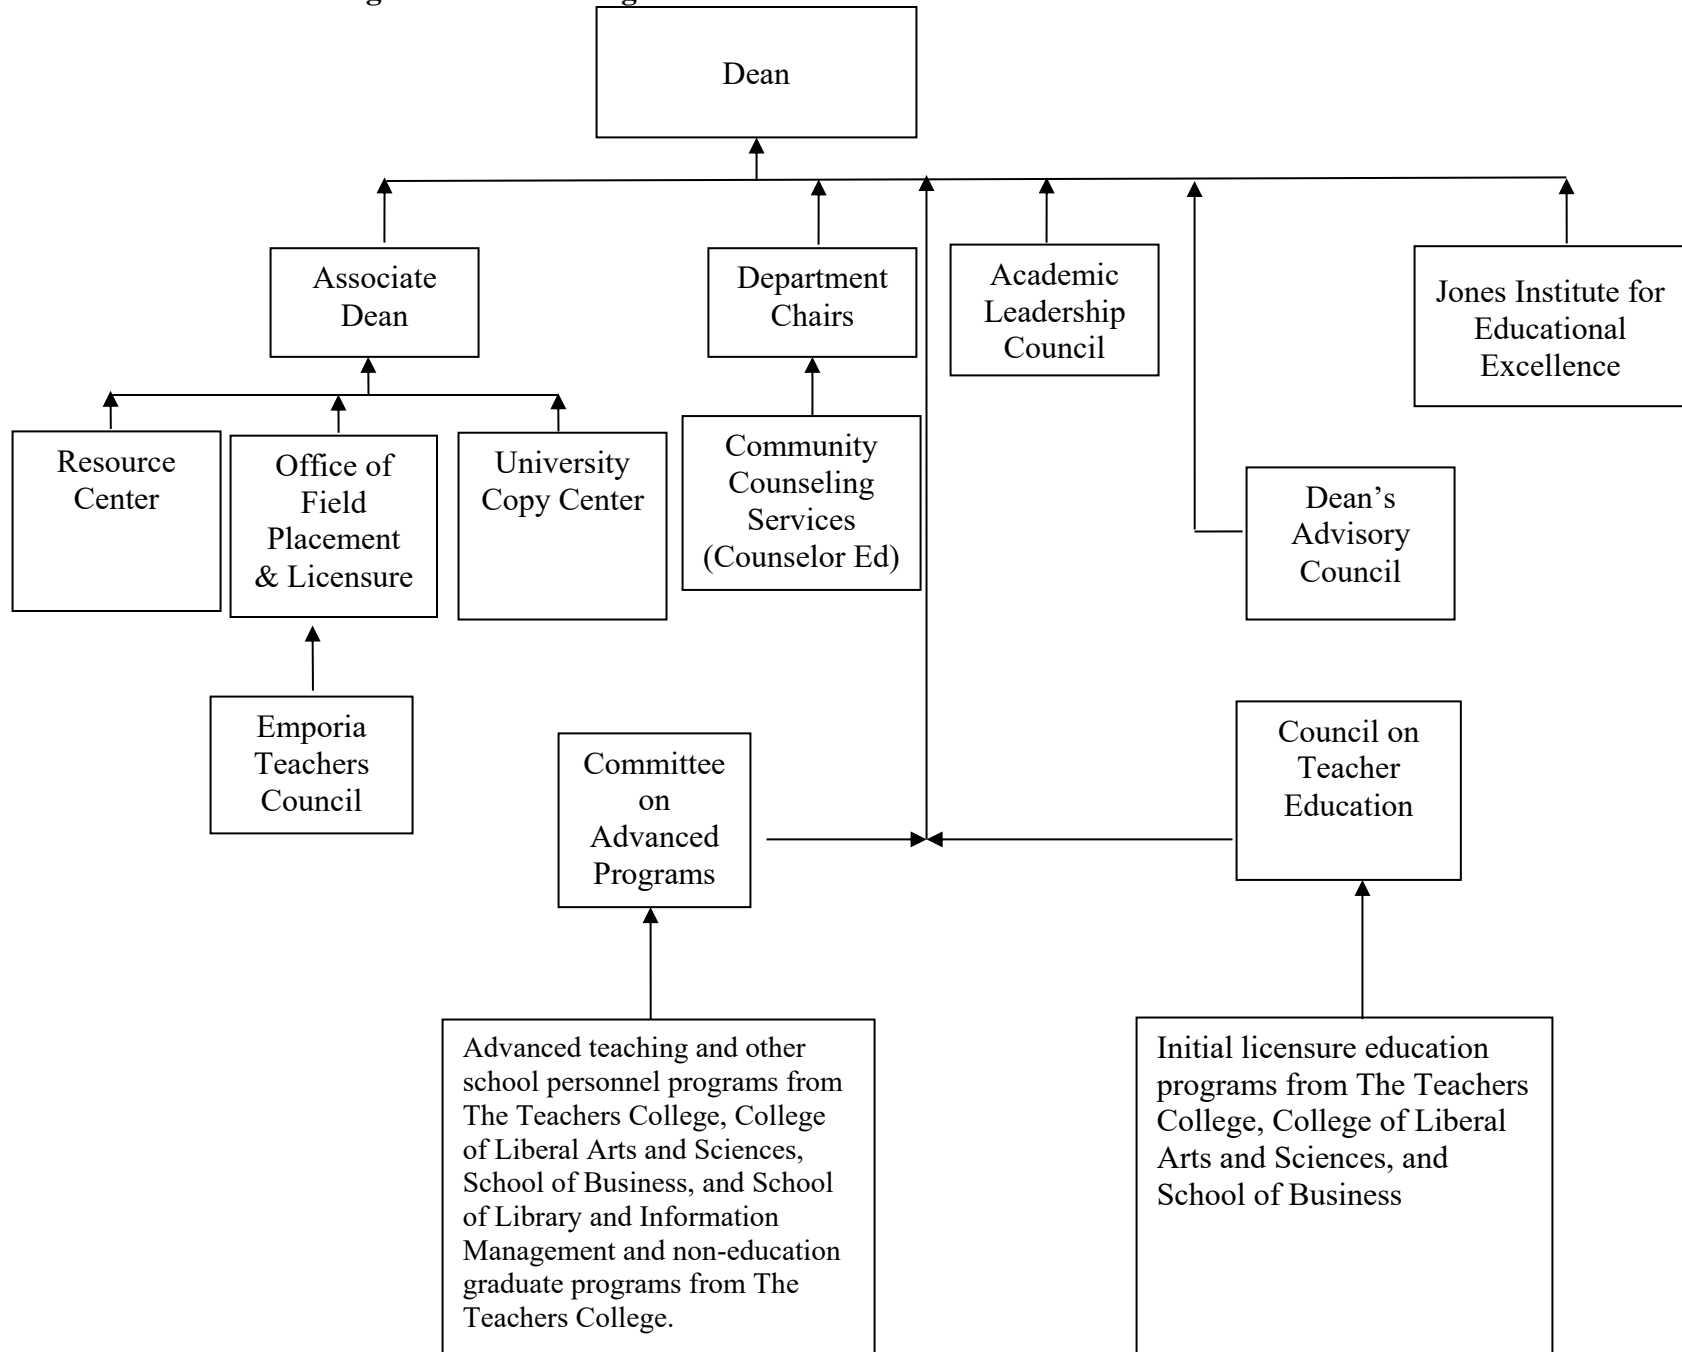 Dean
Associate
Dean
Department
Chairs
Academic
Leadership
Council
Jones Institute for
Educational
Excellence
Resource
Center
Office of
Field
Placement
& Licensure
University
Copy Center
Community
Counseling
Services
(Counselor Ed)
Dean’s
Advisory
Council
Emporia
Teachers
Council
Committee
on
Advanced
Programs
Council on
Teacher
Education
Advanced teaching and other
school personnel programs from
The Teachers College, College
of Liberal Arts and Sciences,
School of Business, and School
of Library and Information
Management and non-education
graduate programs from The
Teachers College.
Initial licensure education
programs from The Teachers
College, College of Liberal
Arts and Sciences, and
School of Business